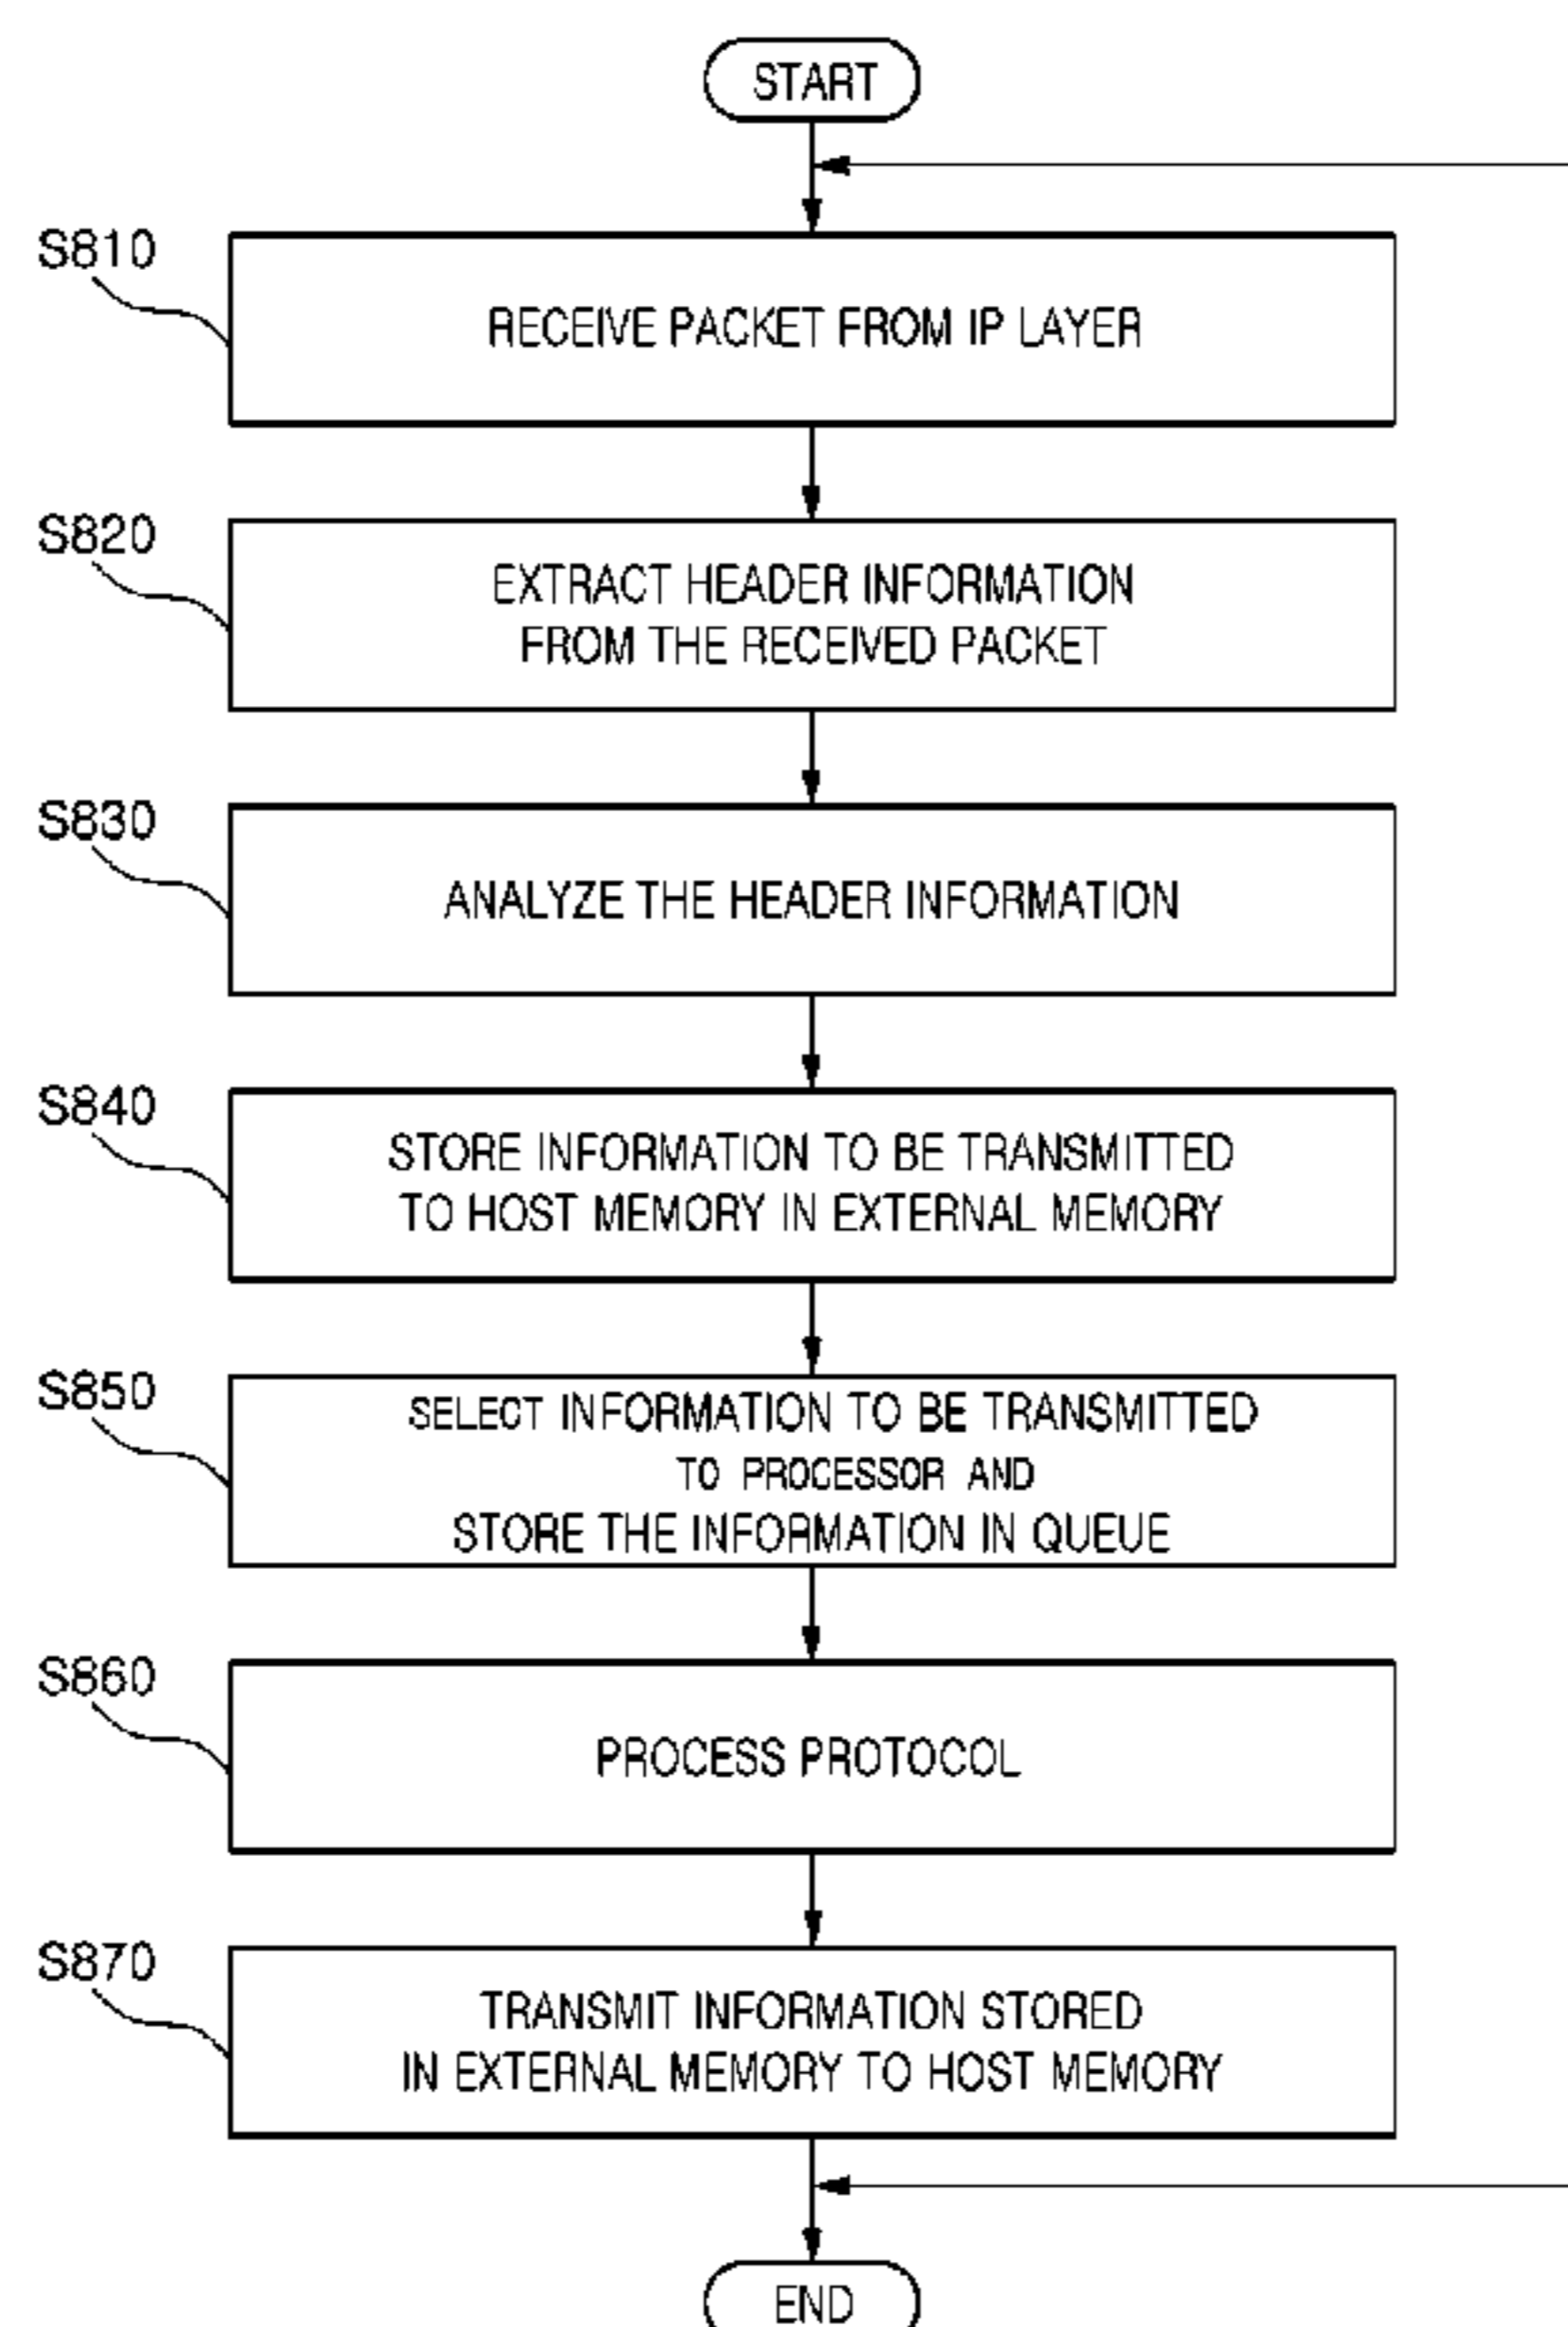 START
S810
RECEIVE PACKET FROM IP LAYER
S820
EXTRACT HEADER INFORMATION
FROM THE RECEIVED PACKET
S830
ANALYZE THE HEADER INFORMATION
S840
STORE INFORMATION TO BE TRANSMITTED
TO HOST MEMORY IN EXTERNAL MEMORY
S850
SELECT INFORMATION TO BE TRANSMITTED
TO PROCESSOR AND
STORE THE INFORMATION IN QUEUE
S860
PROCESS PROTOCOL
S870
TRANSMIT INFORMATION STORED
IN EXTERNAL MEMORY TO HOST MEMORY
END